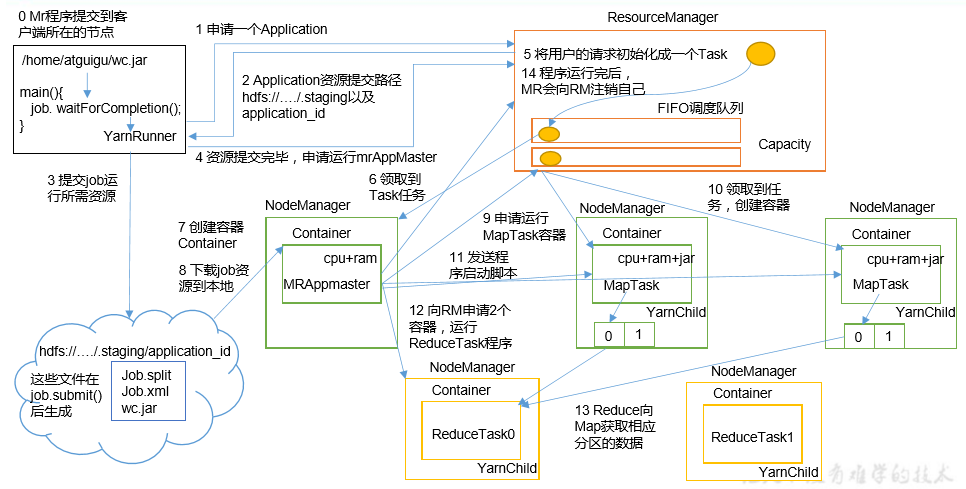 0 Mr程序提交到客
户端所在的节点
/home/atguigu/wc.jar
main(){
job. waitForCompletion();
}
YarnRunner
1 申请一个Application
2 Application资源提交路径
hdfs://…./.staging以及
application_id
4 资源提交完毕，申请运行mrAppMaster
ResourceManager
5 将用户的请求初始化成一个Task
14 程序运行完后，
MR会向RM注销自己
FIFO调度队列
Capacity
3 提交job运
行所需资源
6 领取到
Task任务
7 创建容器
Container
8 下载job资
源到本地
NodeManager
Container
cpu+ram
MRAppmaster
9 申请运行
MapTask容器
11 发送程
序启动脚本
NodeManager
Container
cpu+ram+jar
MapTask
YarnChild
0
1
10 领取到任
务，创建容器
NodeManager
Container
cpu+ram+jar
MapTask
YarnChild
0
1
12 向RM申请2个
容器，运行
ReduceTask程序
hdfs://…./.staging/application_id
这些文件在
job.submit()
后生成
Job.split
Job.xml
wc.jar
NodeManager
Container
ReduceTask0
YarnChild
13 Reduce向
Map获取相应
分区的数据
NodeManager
Container
ReduceTask1
YarnChild
有难学的技术